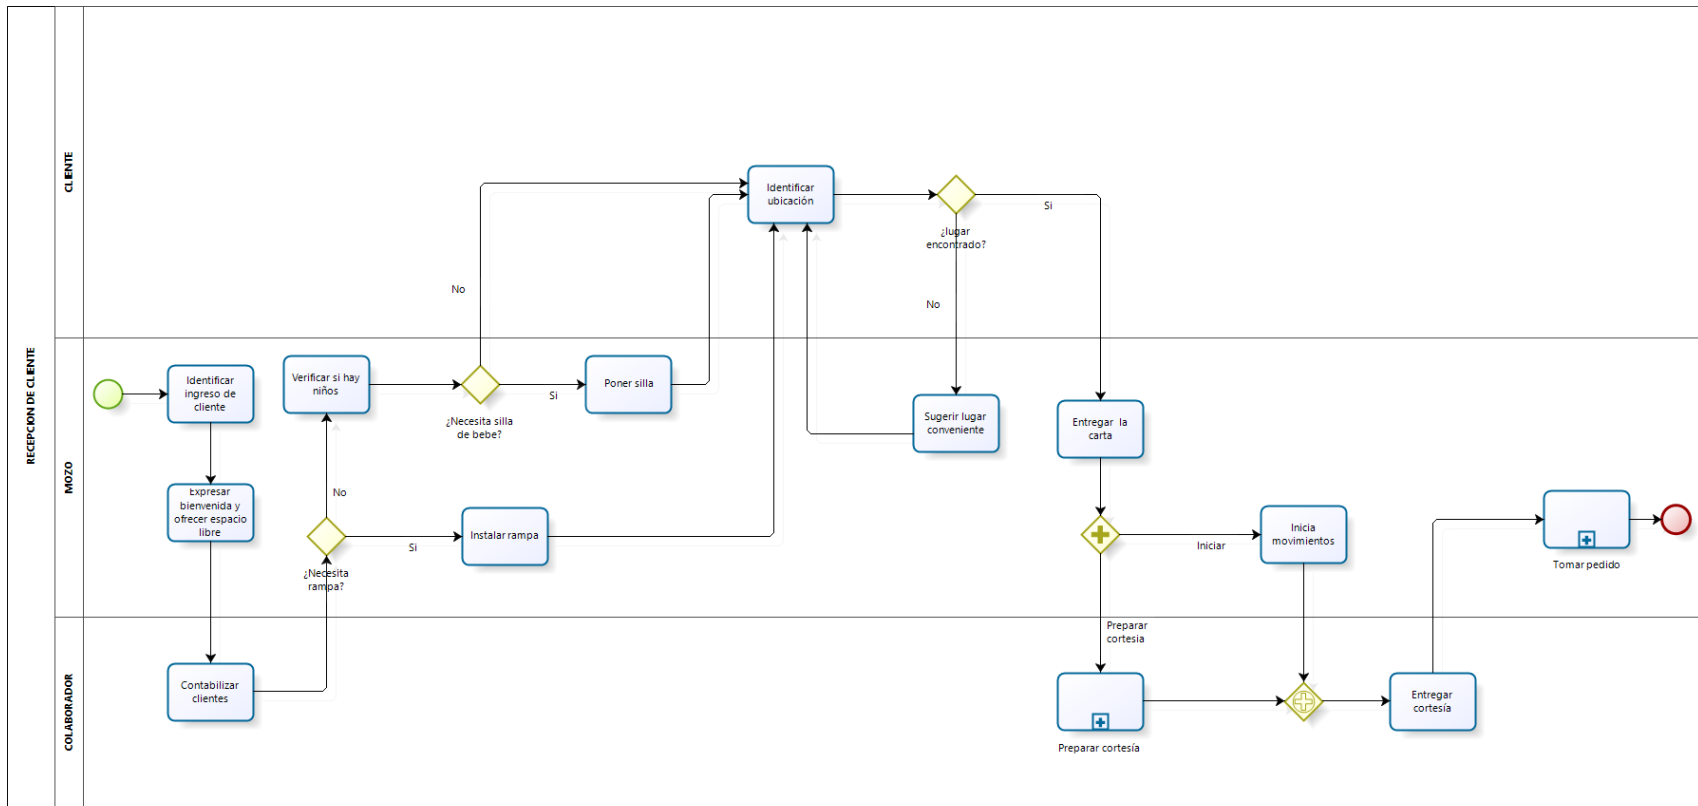 RECEPCION DE CLIENTE
CLIENTE
Identificar
ubicación
¿lugar
encontrado?
Si
No
No
MOZO
Identificar
ingreso de
cliente
Expresar
bienvenida y
ofrecer espacio
libre
Verificar si hay
niños
¿Necesita silla
de bebe?
Si
Poner silla
No
¿Necesita
rampa?
Si
Instalar rampa
Sugerir lugar
conveniente
Entregar la
carta
Iniciar
Inicia
movimientos
Tomar pedido
COLABORADOR
Contabilizar
clientes
Preparar
cortesia
Preparar cortesía
Entregar
cortesía